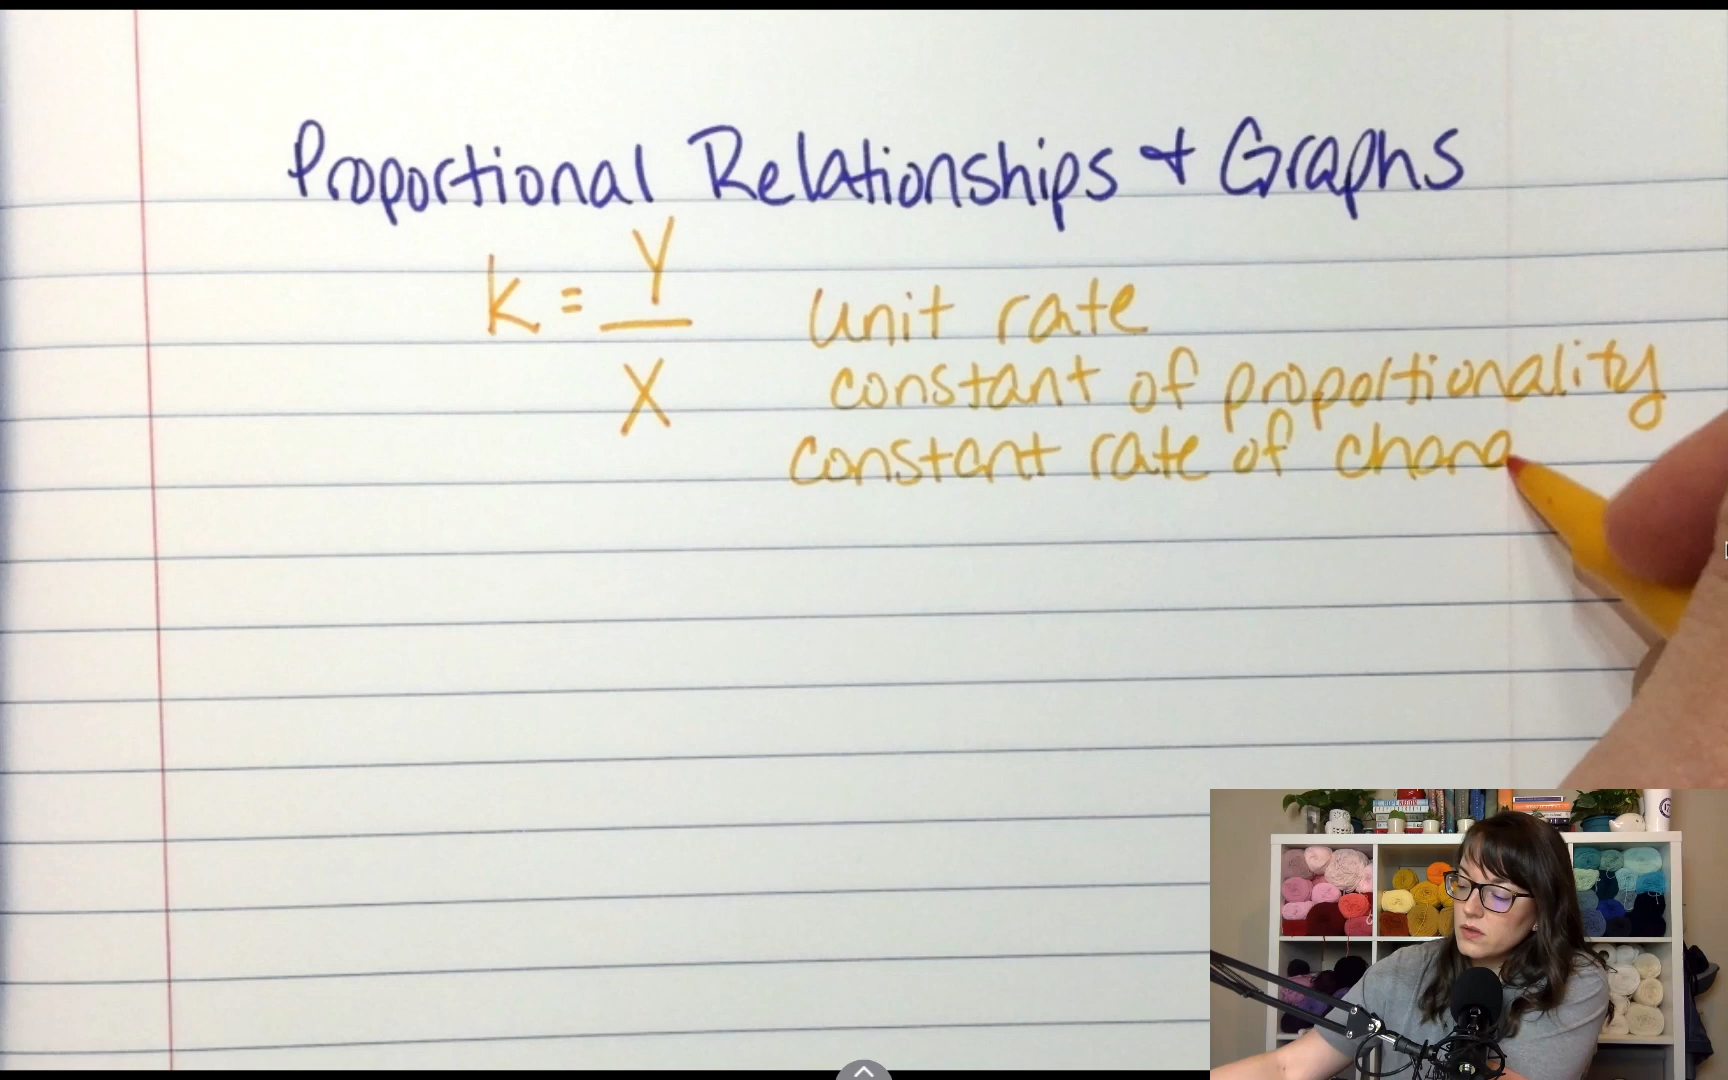 Proportional Relationships + Graphs
k = Y
X
unit rate
constant of proportionality
constant rate of chang